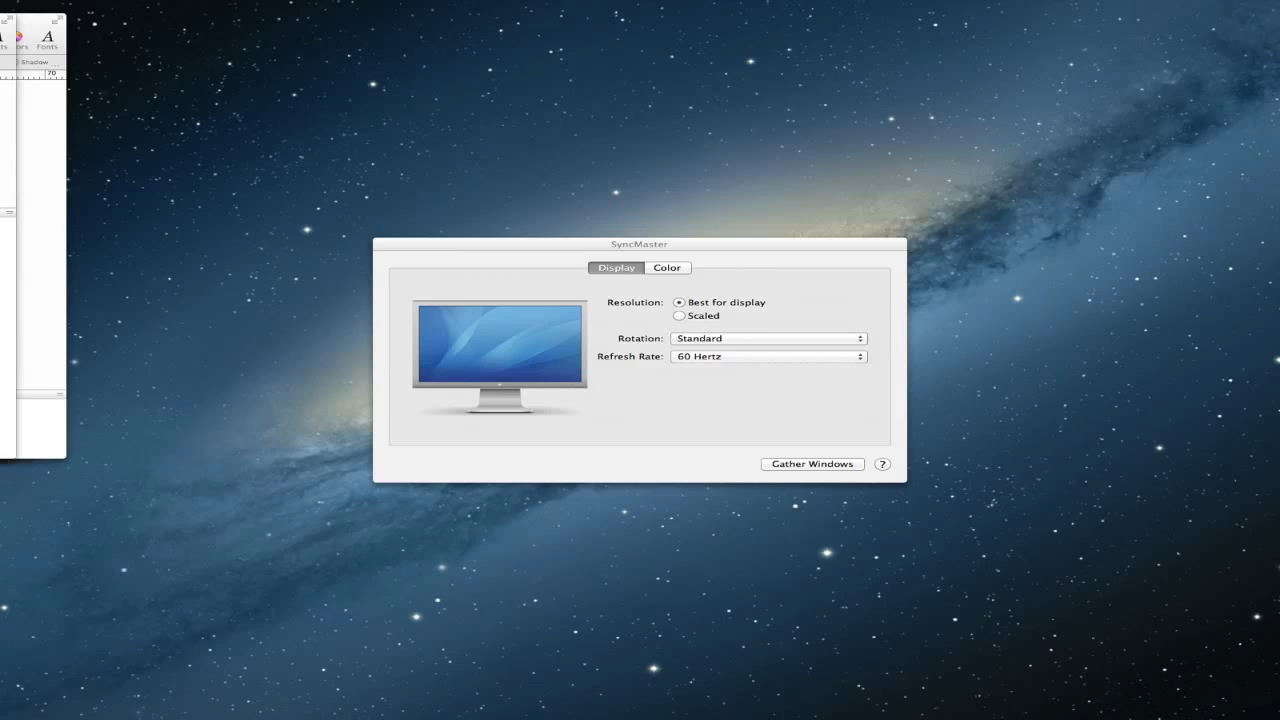 A
Fonts
Shadow
70
SyncMaster
Display Color
Resolution: Best for display
Scaled
Rotation: Standard
Refresh Rate: 60 Hertz
Gather Windows ?